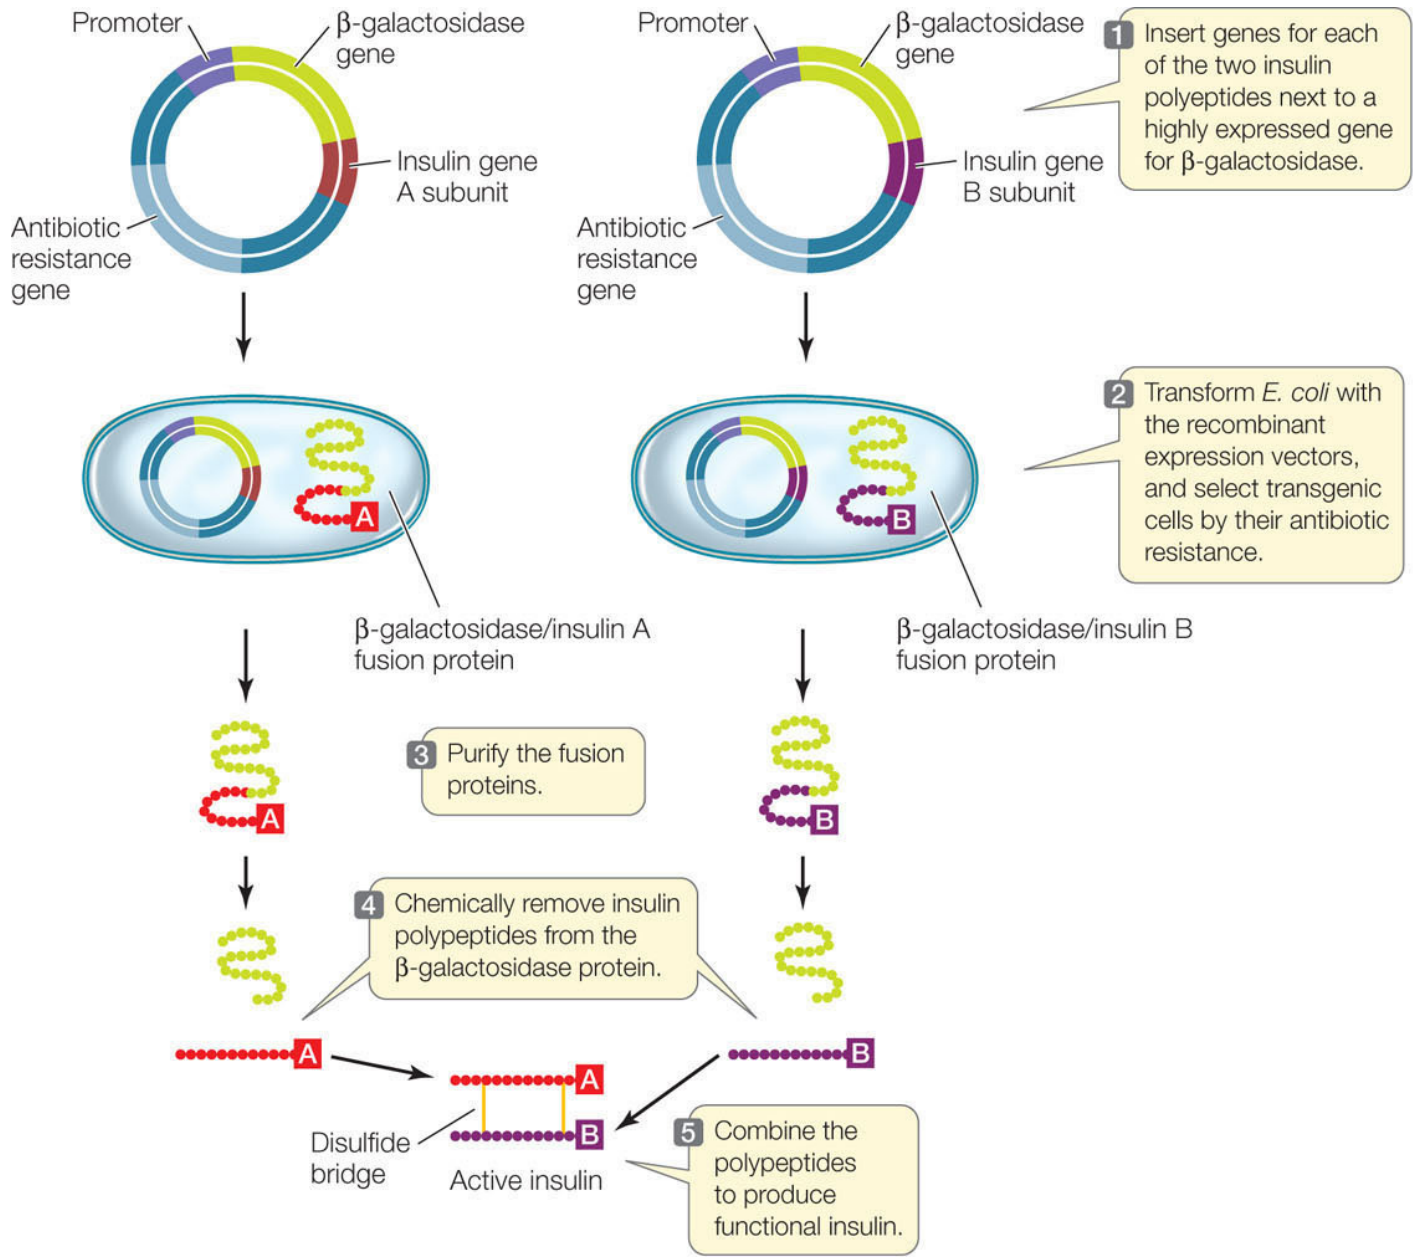 Promoter
β-galactosidase
gene
Insulin gene
A subunit
Antibiotic
resistance
gene
Promoter
β-galactosidase
gene
Insulin gene
B subunit
Antibiotic
resistance
gene
1 Insert genes for each
of the two insulin
polyeptides next to a
highly expressed gene
for β-galactosidase.
A
B
2 Transform E. coli with
the recombinant
expression vectors,
and select transgenic
cells by their antibiotic
resistance.
β-galactosidase/insulin A
fusion protein
β-galactosidase/insulin B
fusion protein
A
3 Purify the fusion
proteins.
B
4 Chemically remove insulin
polypeptides from the
β-galactosidase protein.
A
B
A
B
Disulfide
bridge
Active insulin
5 Combine the
polypeptides
to produce
functional insulin.